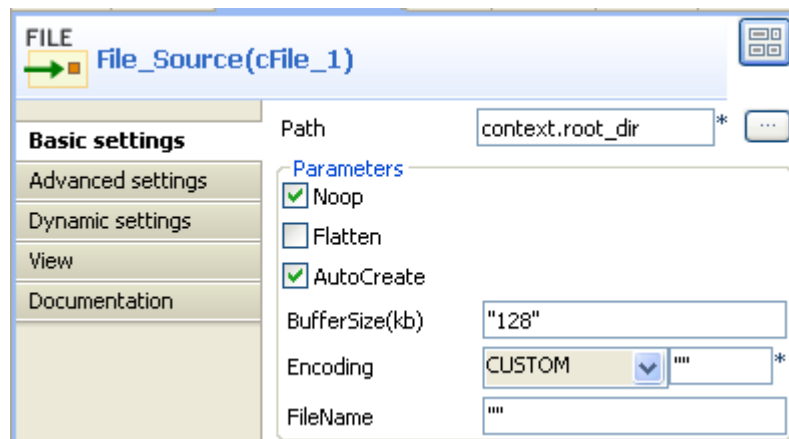 FILE
File_Source(cFile_1)
Basic settings
Advanced settings
Dynamic settings
View
Documentation
Path context.root_dir * ...
Parameters
Noop
Flatten
AutoCreate
BufferSize(kb) "128"
Encoding CUSTOM "" *
FileName ""